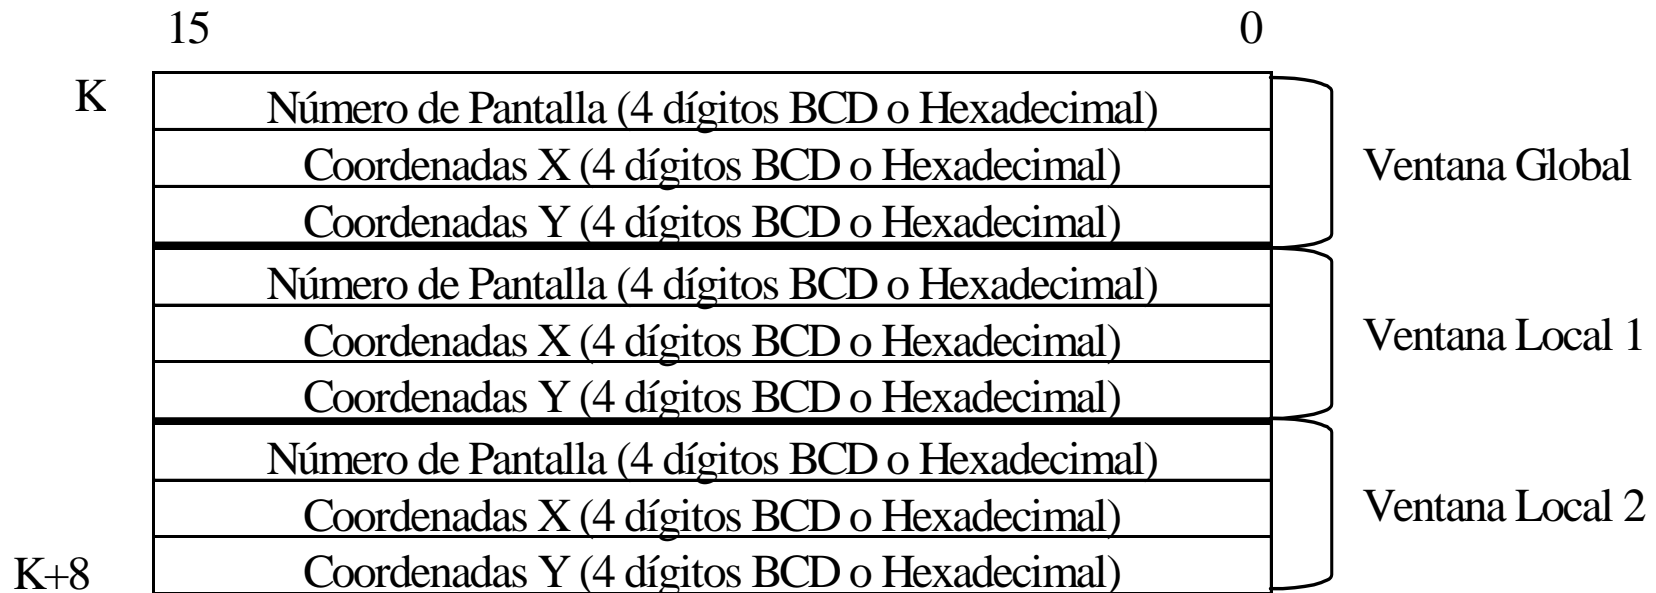 15 0
K Número de Pantalla (4 dígitos BCD o Hexadecimal)
Coordenadas X (4 dígitos BCD o Hexadecimal) Ventana Global
Coordenadas Y (4 dígitos BCD o Hexadecimal)
Número de Pantalla (4 dígitos BCD o Hexadecimal)
Coordenadas X (4 dígitos BCD o Hexadecimal) Ventana Local 1
Coordenadas Y (4 dígitos BCD o Hexadecimal)
Número de Pantalla (4 dígitos BCD o Hexadecimal)
Coordenadas X (4 dígitos BCD o Hexadecimal) Ventana Local 2
K+8 Coordenadas Y (4 dígitos BCD o Hexadecimal)